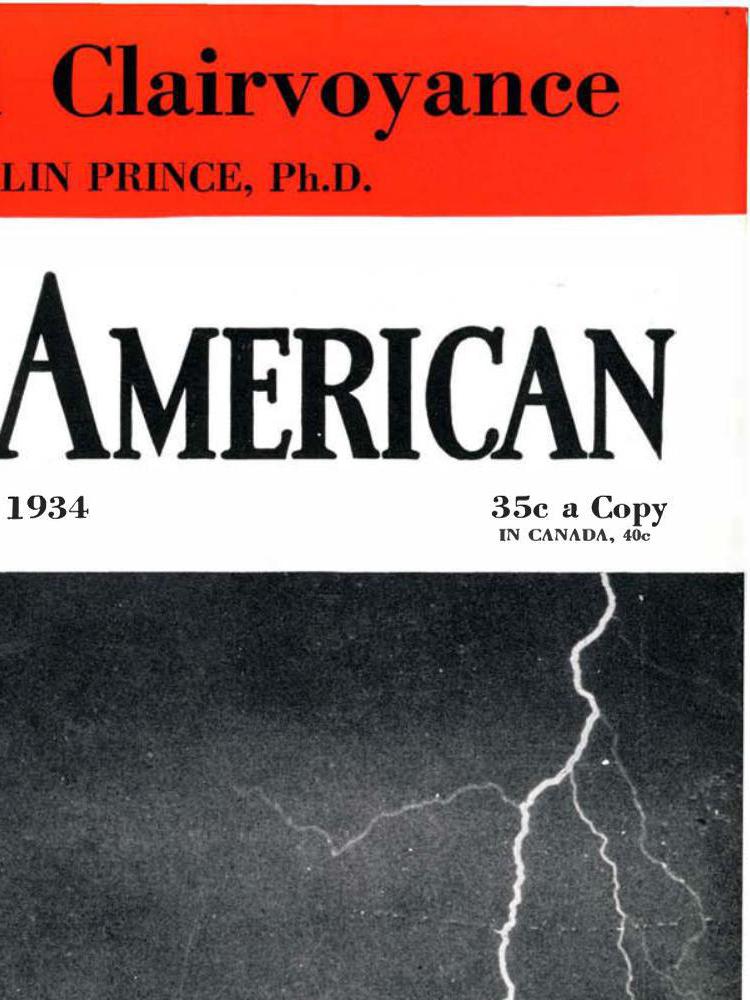 Clairvoyance
LIN PRINCE, Ph.D.
AMERICAN
1934
35c a Copy
IN CANADA, 40c